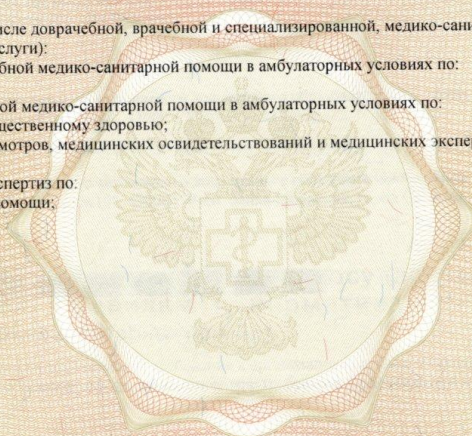 исле доврачебной, врачебной и специализированной, медико-сани
слуги):
бной медико-санитарной помощи в амбулаторных условиях по:
ой медико-санитарной помощи в амбулаторных условиях по:
щественному здоровью;
мотров, медицинских освидетельствований и медицинских экспер
спертиз по:
омощи;